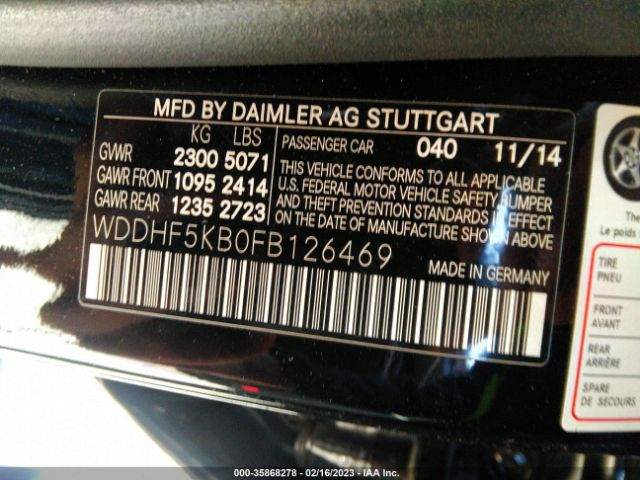 MFD BY DAIMLER AG STUTTGART
KG LBS
GVWR 2300 5071
GAWR FRONT 1095 2414
GAWR REAR 1235 2723
PASSENGER CAR 040 11/14
THIS VEHICLE CONFORMS TO ALL APPLICABLE
U.S. FEDERAL MOTOR VEHICLE SAFETY, BUMPER
AND THEFT PREVENTION STANDARDS IN EFFECT
ON THE DATE OF MANUFACTURE SHOWN ABOVE
WDDHF5KB0FB126469
MADE IN GERMANY
TIRE
PNEU
FRONT
AVANT
REAR
ARRIÈRE
SPARE
DE SECOURS
000-35868278 - 02/16/2023 - IAA Inc.